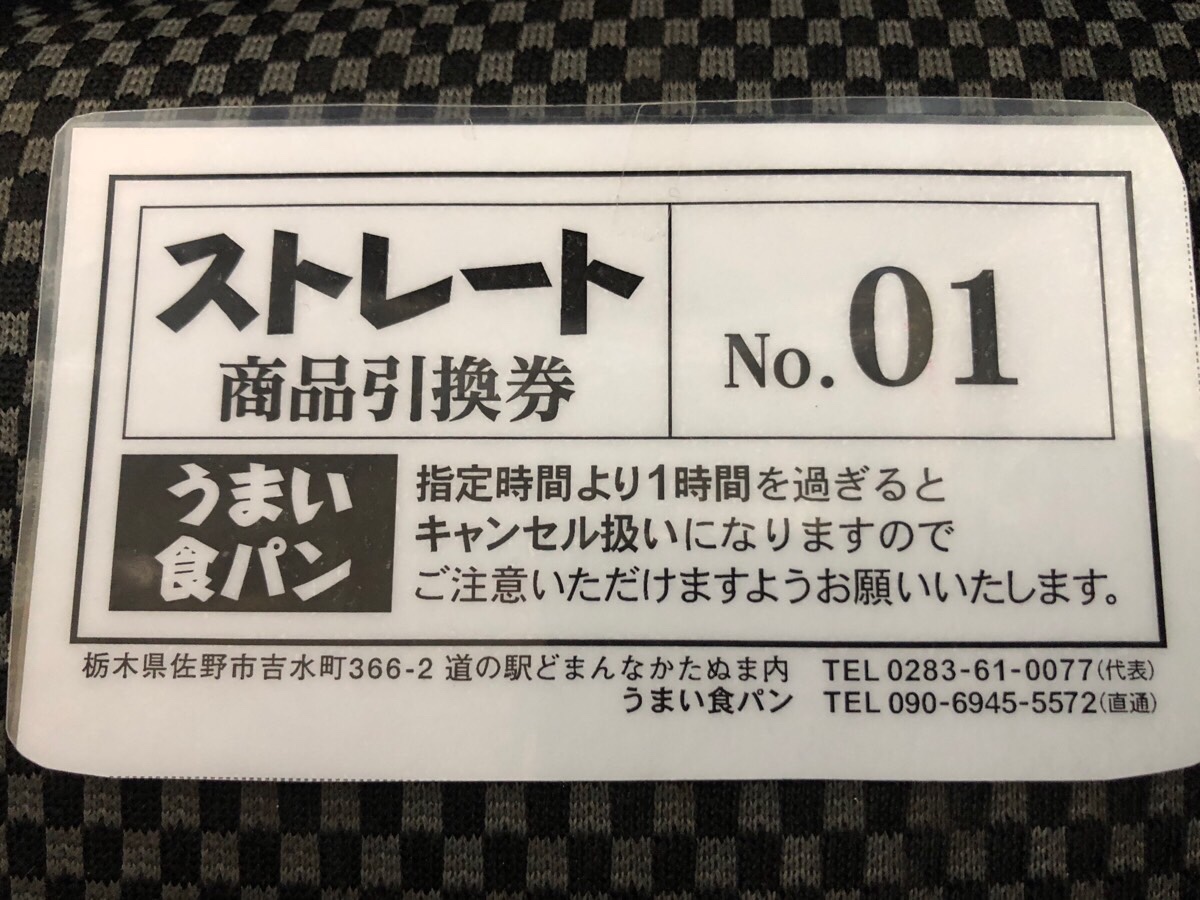 ストレート
商品引換券
No. 01
うまい
食パン
指定時間より1時間を過ぎると
キャンセル扱いになりますので
ご注意いただけますようお願いいたします。
栃木県佐野市吉水町366-2 道の駅どまんなかたぬま内 TEL 0283-61-0077(代表)
うまい食パン TEL 090-6945-5572(直通)